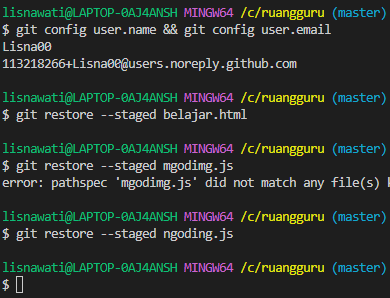 lisnawati@LAPTOP-0AJ4ANSH MINGW64 /c/ruangguru (master)
$ git config user.name && git config user.email
Lisna00
113218266+Lisna00@users.noreply.github.com
lisnawati@LAPTOP-0AJ4ANSH MINGW64 /c/ruangguru (master)
$ git restore --staged belajar.html
lisnawati@LAPTOP-0AJ4ANSH MINGW64 /c/ruangguru (master)
$ git restore --staged mgodimg.js
error: pathspec 'mgodimg.js' did not match any file(s)
lisnawati@LAPTOP-0AJ4ANSH MINGW64 /c/ruangguru (master)
$ git restore --staged ngoding.js
lisnawati@LAPTOP-0AJ4ANSH MINGW64 /c/ruangguru (master)
$